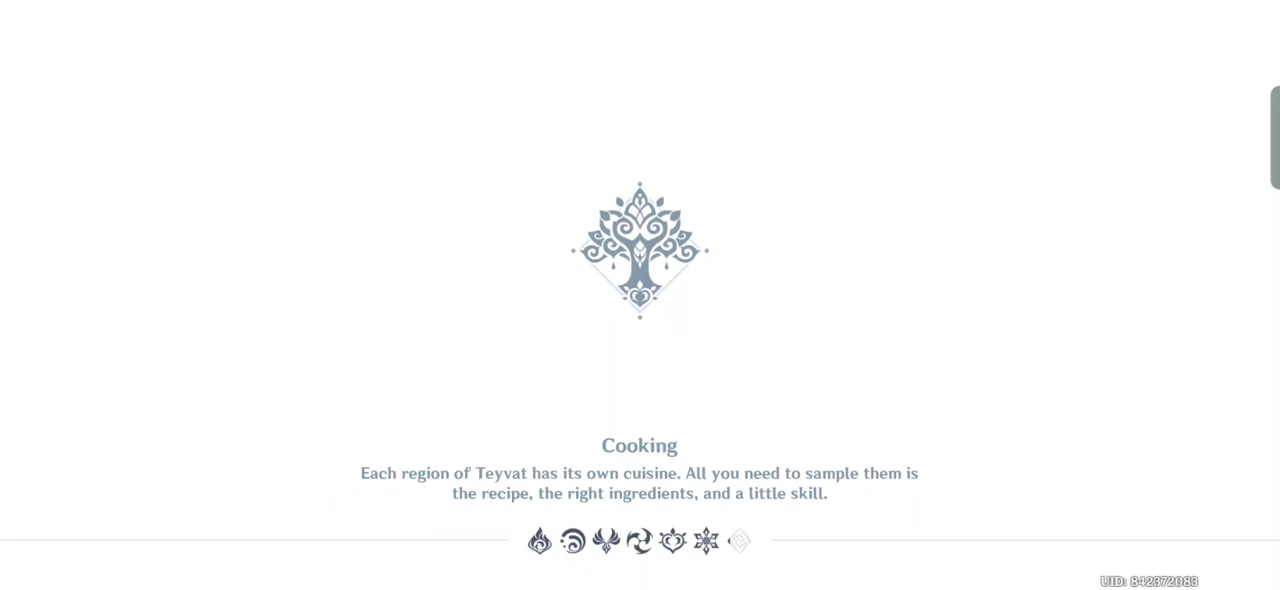 Cooking
Each region of Teyvat has its own cuisine. All you need to sample them is
the recipe, the right ingredients, and a little skill.
UID: 842372083